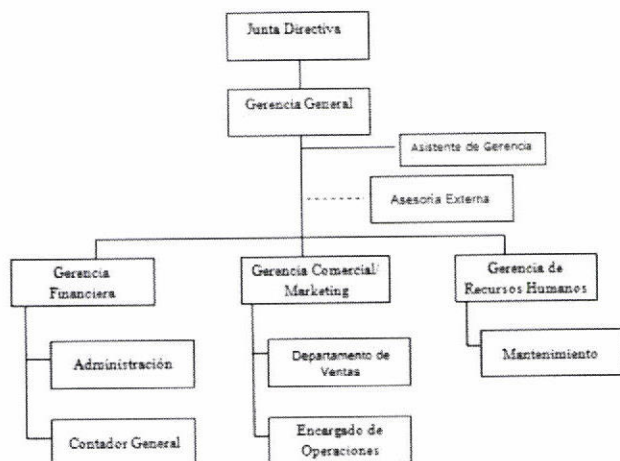 Junta Directiva
Gerencia General
Asistente de Gerencia
Asesoría Externa
Gerencia
Financiera
Gerencia Comercial/
Marketing
Gerencia de
Recursos Humanos
Administración
Departamento de
Ventas
Mantenimiento
Contador General
Encargado de
Operaciones